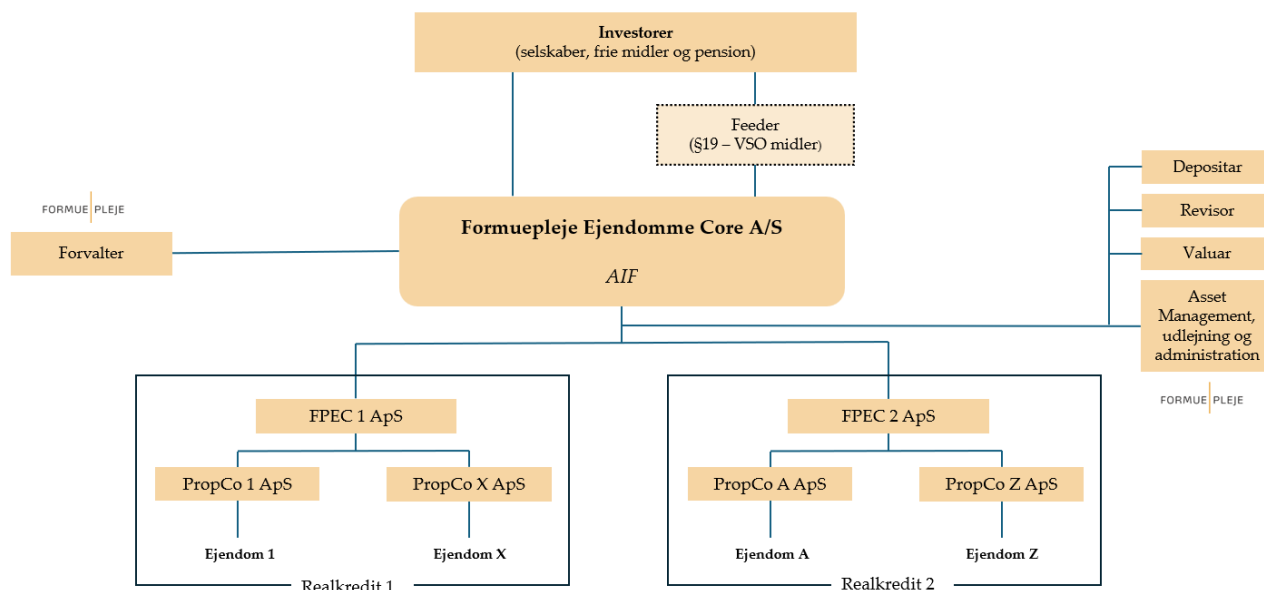 Investorer
(selskaber, frie midler og pension)
Feeder
(§19 – VSO midler)
FORMUE PLEJE
Forvalter
Formuepleje Ejendomme Core A/S
AIF
Depositar
Revisor
Valuar
Asset
Management,
udlejning og
administration
FORMUE PLEJE
FPEC 1 ApS
PropCo 1 ApS
PropCo X ApS
Ejendom 1
Ejendom X
Realkredit 1
FPEC 2 ApS
PropCo A ApS
PropCo Z ApS
Ejendom A
Ejendom Z
Realkredit 2